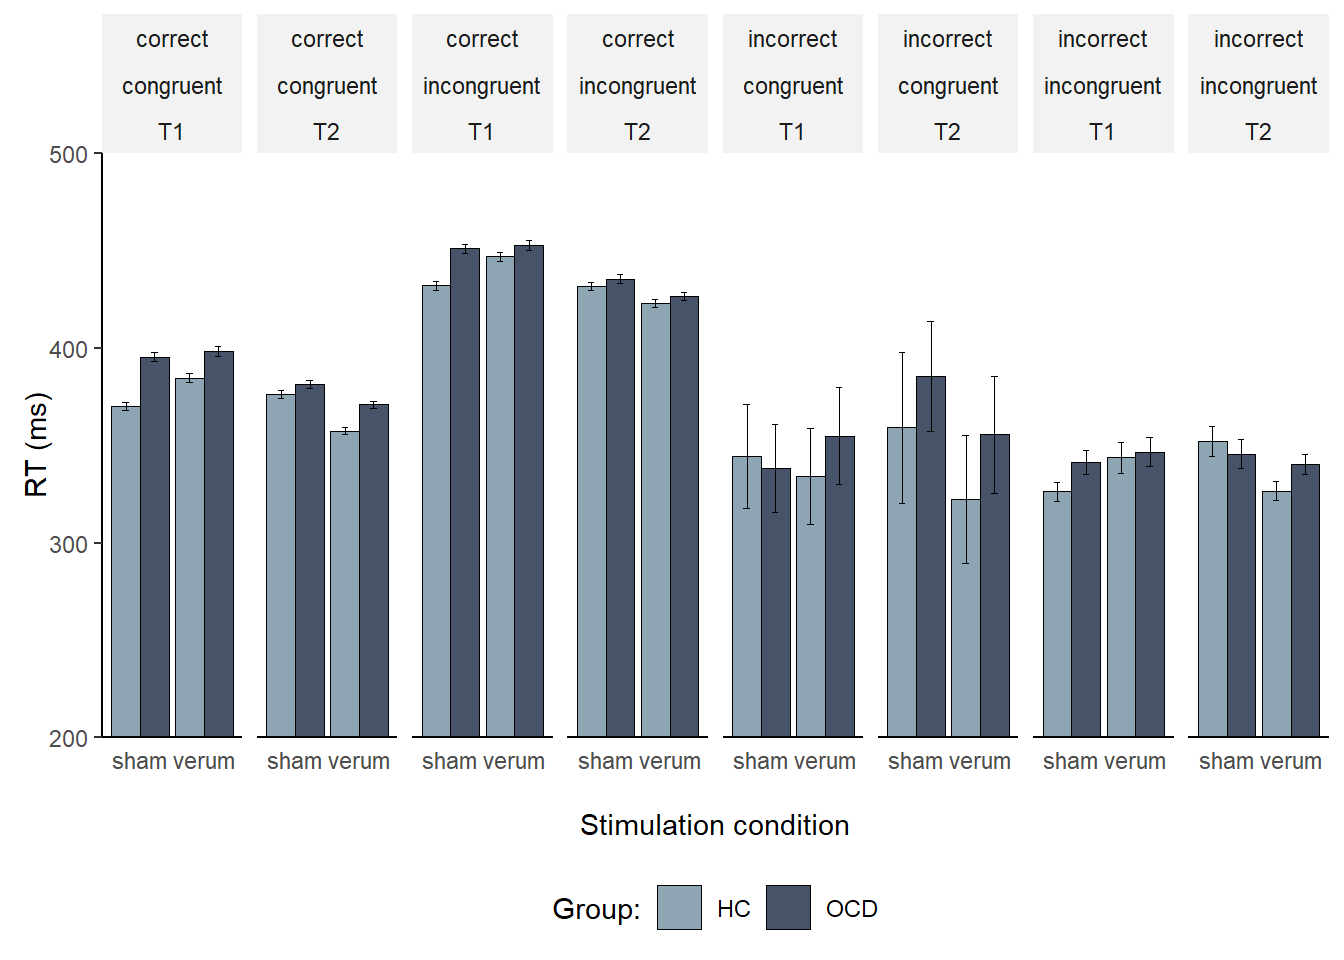 correct correct correct correct incorrect incorrect incorrect incorrect
congruent congruent incongruent incongruent congruent congruent incongruent incongruent
T1 T2 T1 T2 T1 T2 T1 T2
500
400
300
200
RT (ms)
sham verum sham verum sham verum sham verum sham verum sham verum sham verum sham verum
Stimulation condition
Group: HC OCD